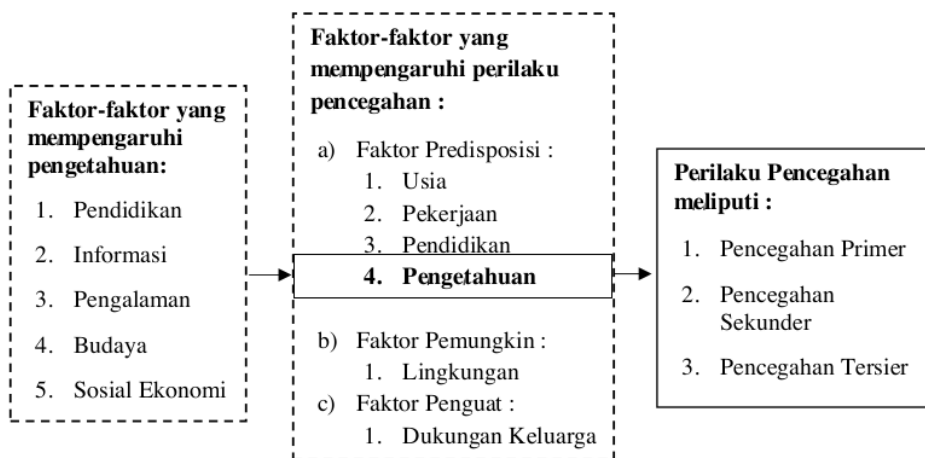 Faktor-faktor yang
mempengaruhi
pengetahuan:
1. Pendidikan
2. Informasi
3. Pengalaman
4. Budaya
5. Sosial Ekonomi
Faktor-faktor yang
mempengaruhi perilaku
pencegahan :
a) Faktor Predisposisi :
1. Usia
2. Pekerjaan
3. Pendidikan
4. Pengetahuan
b) Faktor Pemungkin :
1. Lingkungan
c) Faktor Penguat :
1. Dukungan Keluarga
Perilaku Pencegahan
meliputi :
1. Pencegahan Primer
2. Pencegahan
Sekunder
3. Pencegahan Tersier